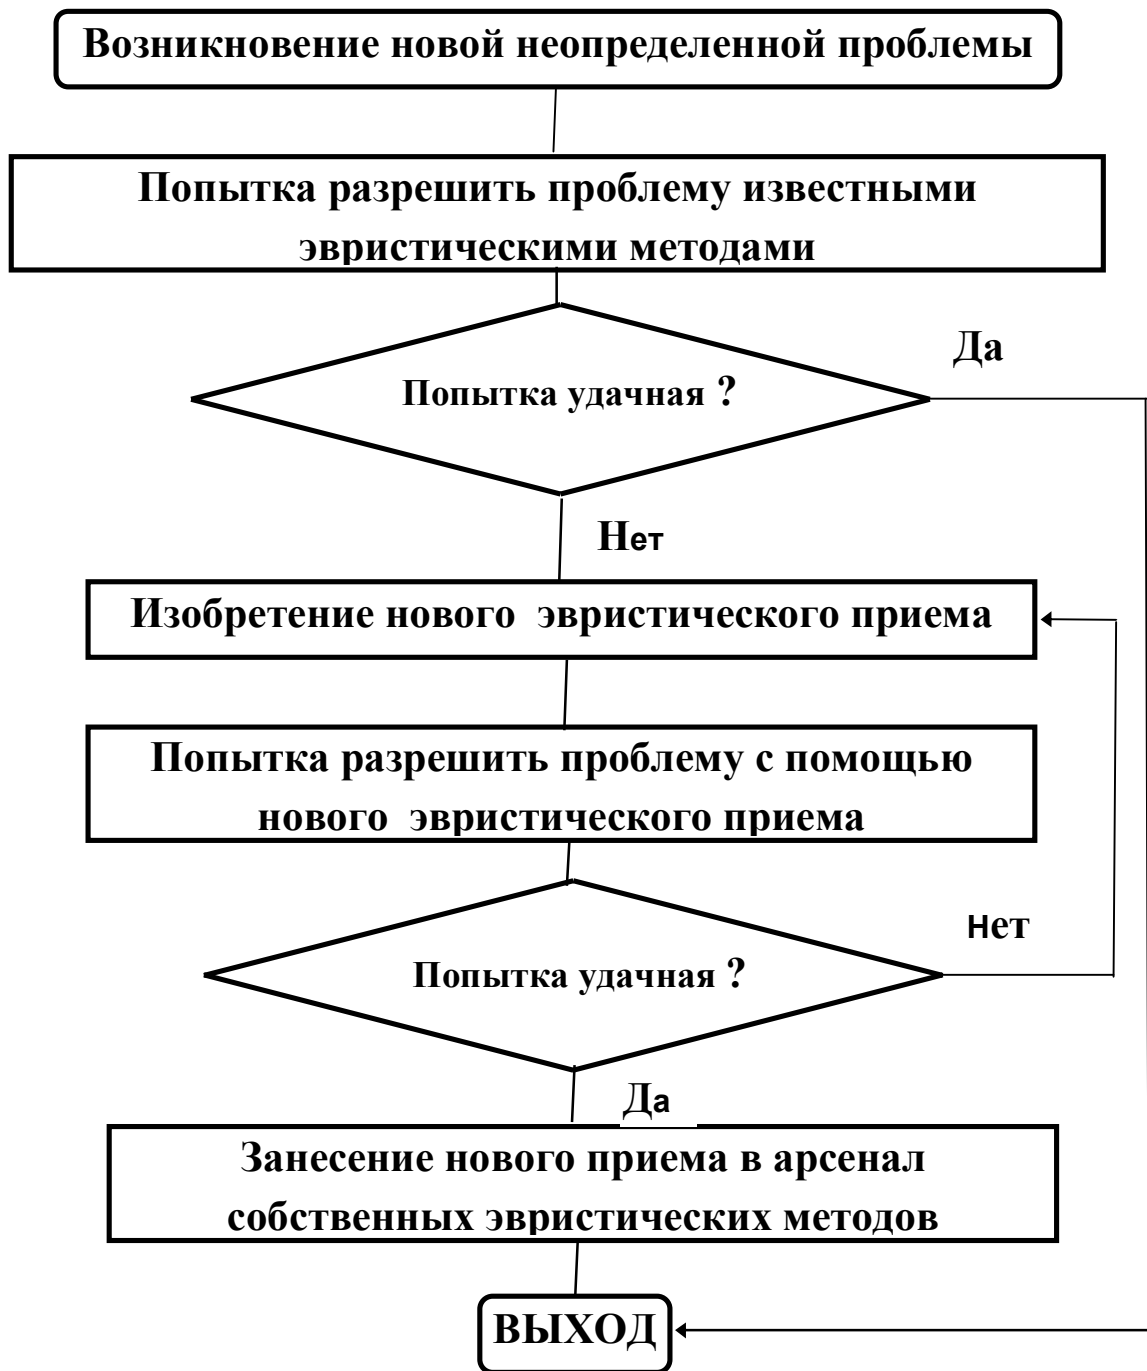 Возникновение новой неопределенной проблемы
Попытка разрешить проблему известными
эвристическими методами
Да
Попытка удачная ?
Нет
Изобретение нового эвристического приема
Попытка разрешить проблему с помощью
нового эвристического приема
Нет
Попытка удачная ?
Да
Занесение нового приема в арсенал
собственных эвристических методов
ВЫХОД